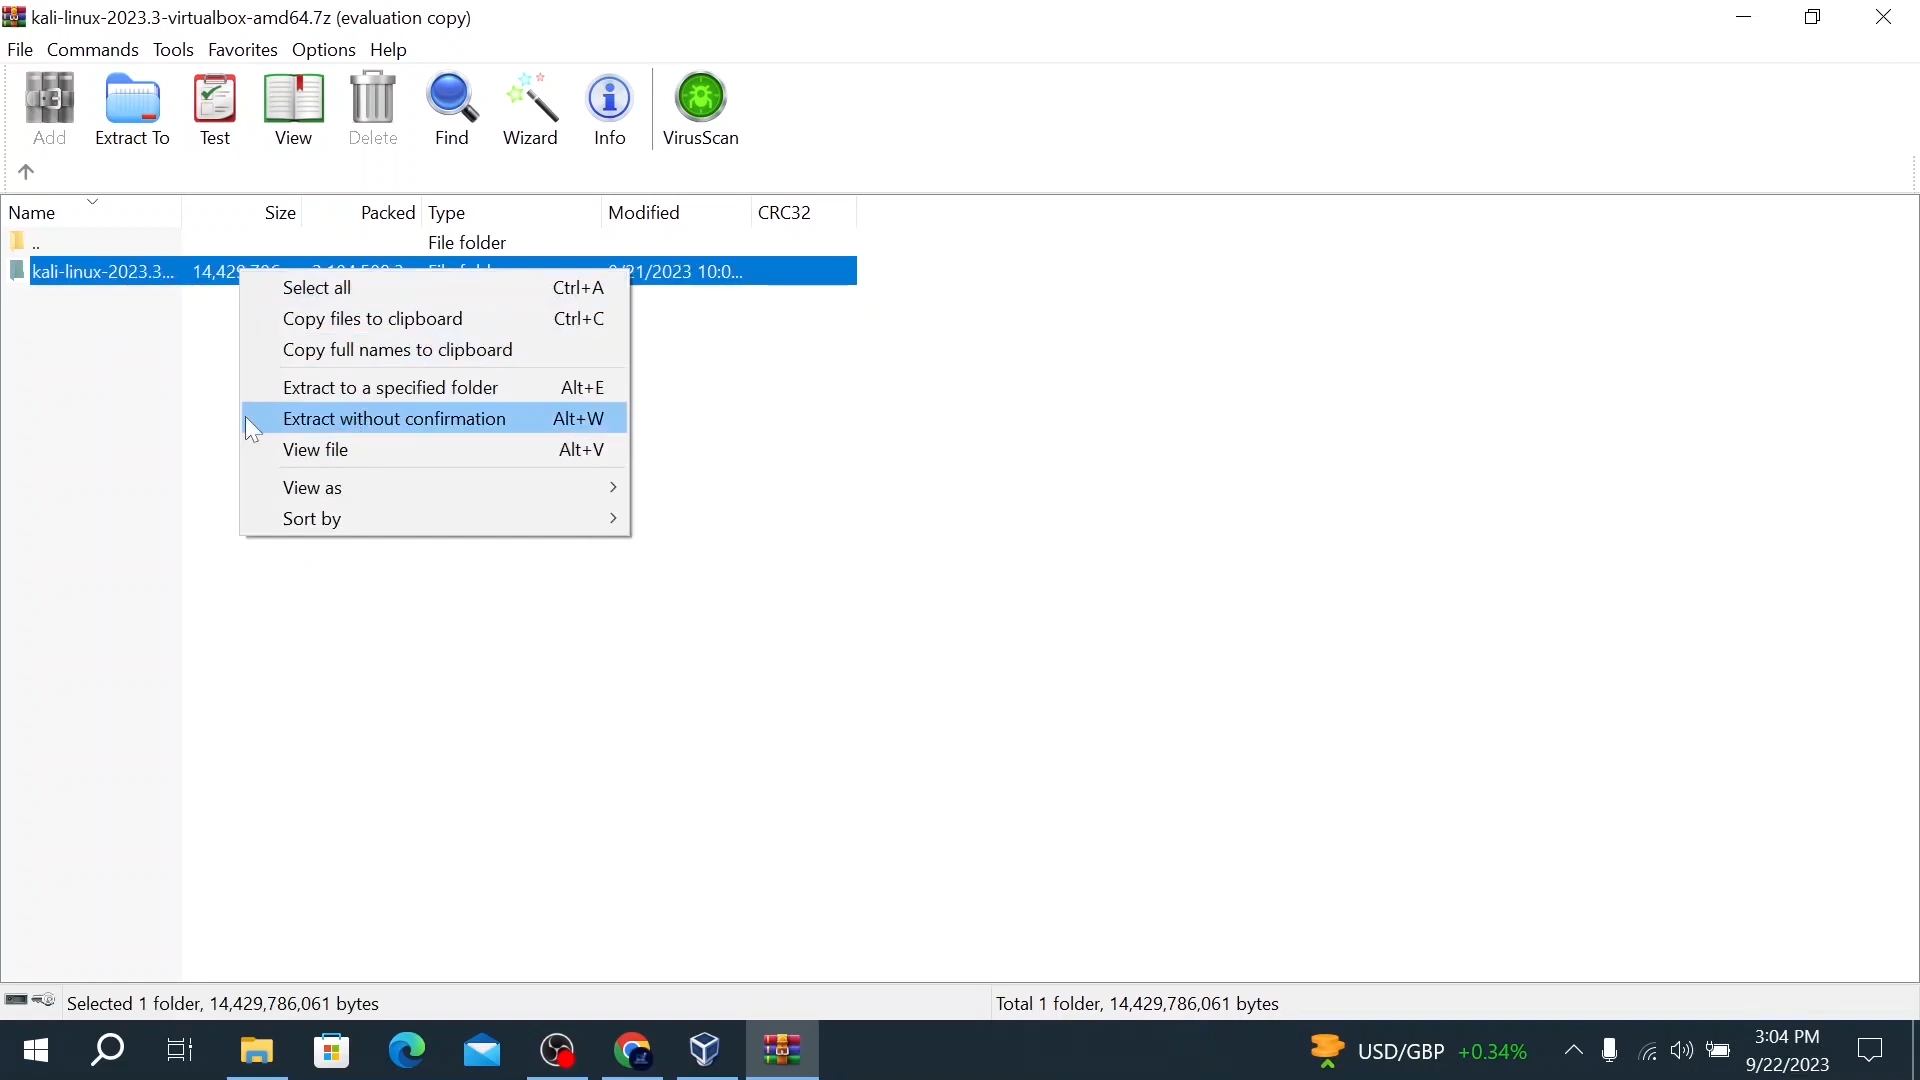 kali-linux-2023.3-virtualbox-amd64.7z (evaluation copy)
File Commands Tools Favorites Options Help
Add Extract To Test View Delete Find Wizard Info VirusScan
Name Size Packed Type Modified CRC32
.. File folder
kali-linux-2023.3... 21/2023 10:0...
Select all Ctrl+A
Copy files to clipboard Ctrl+C
Copy full names to clipboard
Extract to a specified folder Alt+E
Extract without confirmation Alt+W
View file Alt+V
View as
Sort by
Selected 1 folder, 14,429,786,061 bytes Total 1 folder, 14,429,786,061 bytes
USD/GBP +0.34% 3:04 PM
9/22/2023